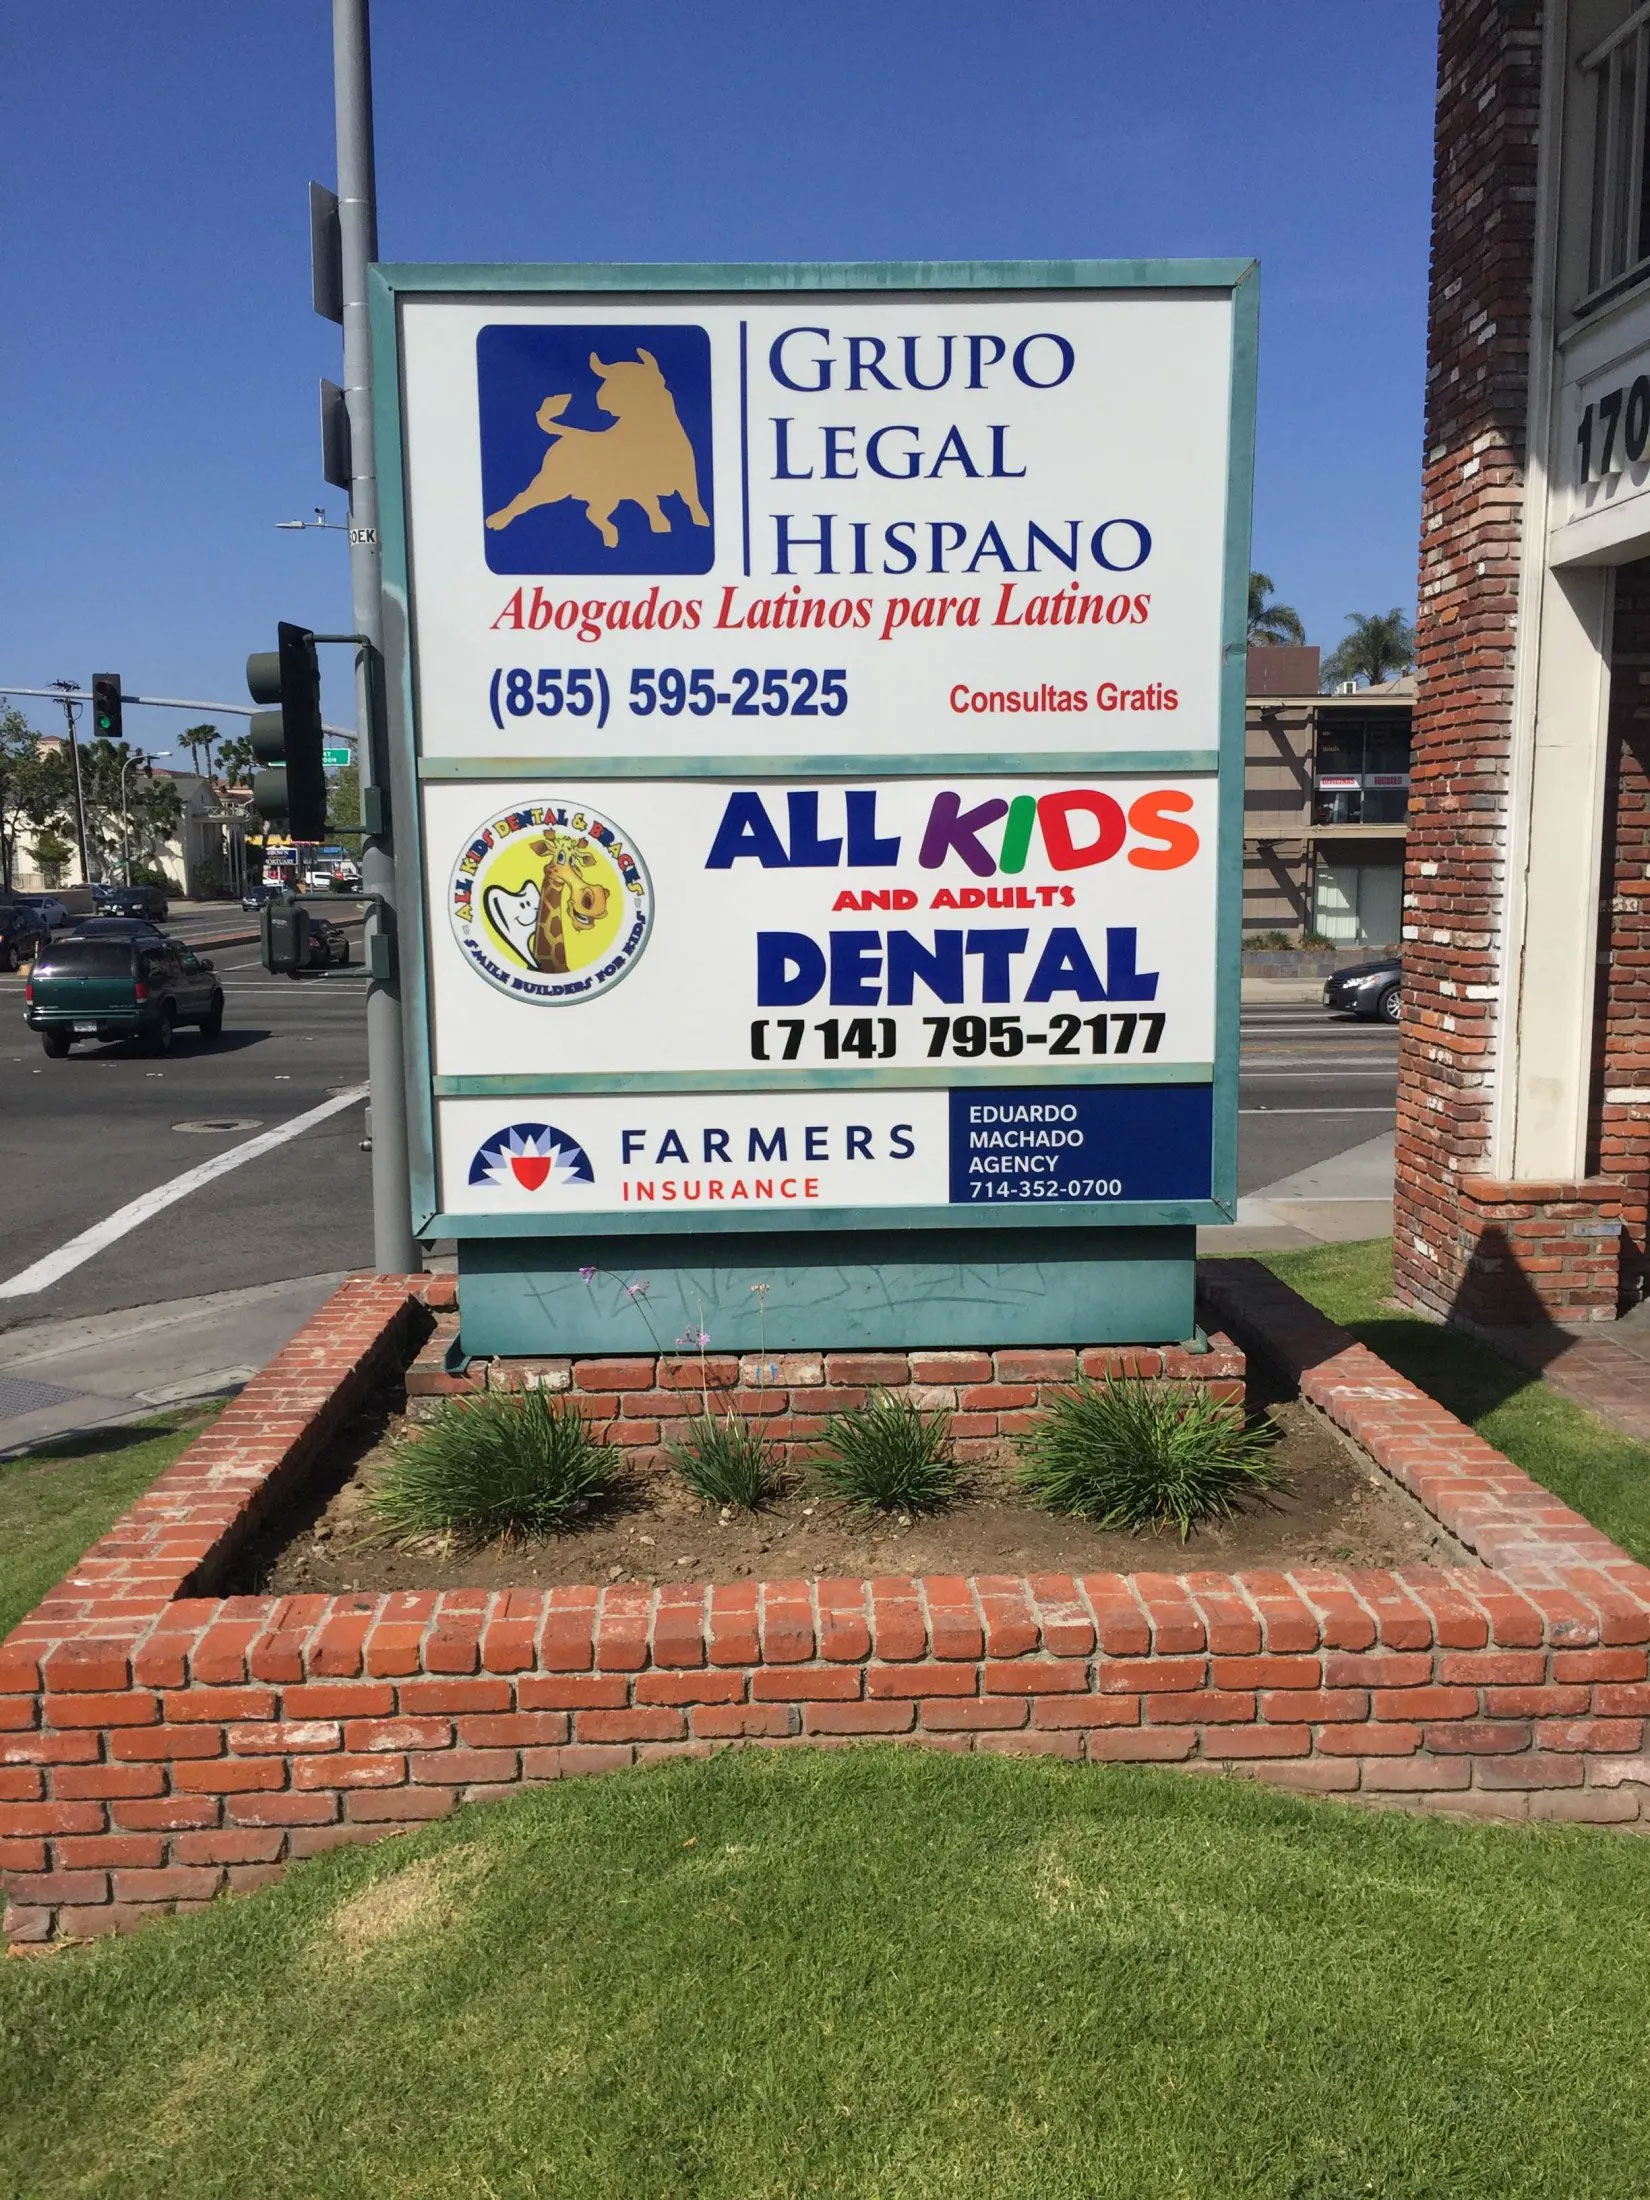 GRUPO
LEGAL
HISPANO
Abogados Latinos para Latinos
(855) 595-2525
Consultas Gratis
ALL KIDS DENTAL & BRACES
SMILE BUILDERS FOR KIDS
ALL KIDS
AND ADULTS
DENTAL
(714) 795-2177
FARMERS
INSURANCE
EDUARDO
MACHADO
AGENCY
714-352-0700
170